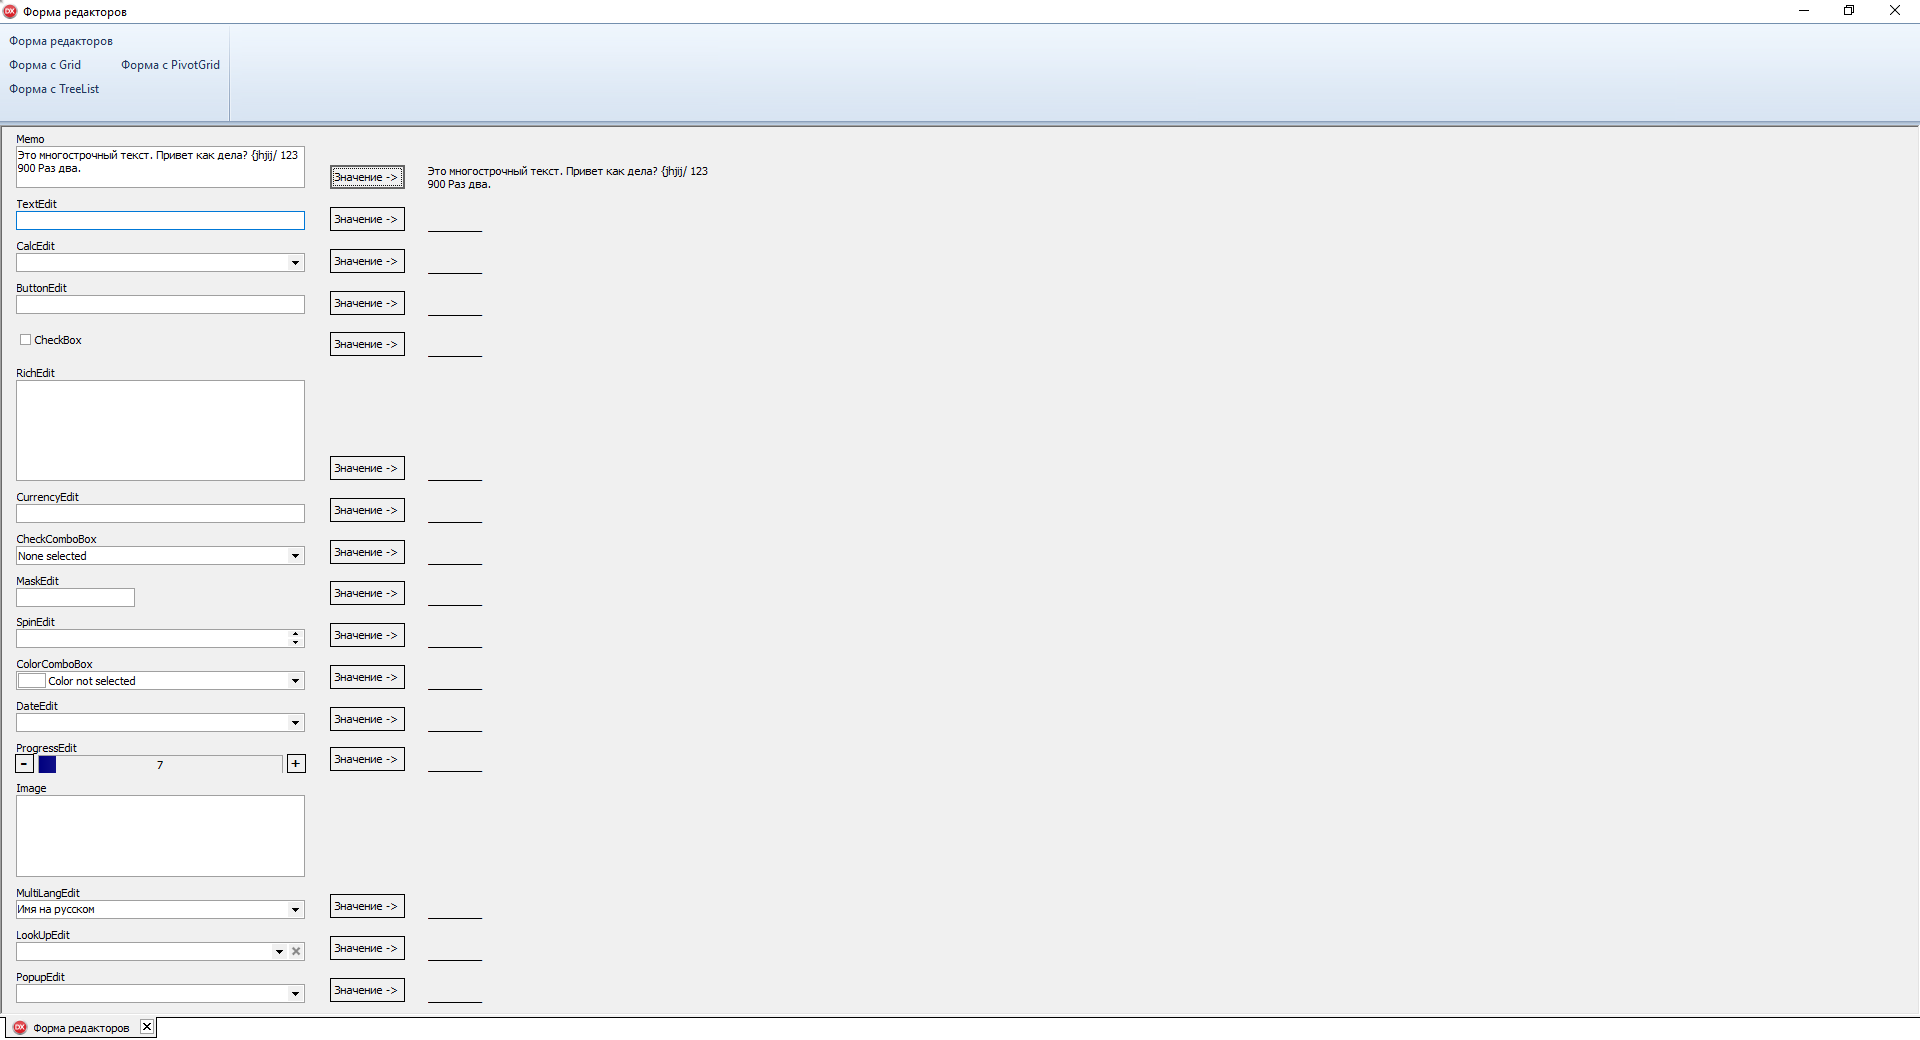 Форма редакторов
Форма редакторов
Форма с Grid Форма с PivotGrid
Форма с TreeList
Memo
Это многострочный текст. Привет как дела? {jhjij/ 123
900 Раз два.
Значение ->
Это многострочный текст. Привет как дела? {jhjij/ 123
900 Раз два.
TextEdit
Значение ->
CalcEdit
Значение ->
ButtonEdit
Значение ->
CheckBox
Значение ->
RichEdit
Значение ->
CurrencyEdit
Значение ->
CheckComboBox
None selected
Значение ->
MaskEdit
Значение ->
SpinEdit
Значение ->
ColorComboBox
Color not selected
Значение ->
DateEdit
Значение ->
ProgressEdit
- 7 +
Значение ->
Image
MultiLangEdit
Имя на русском
Значение ->
LookUpEdit
Значение ->
PopupEdit
Значение ->
DX Форма редакторов